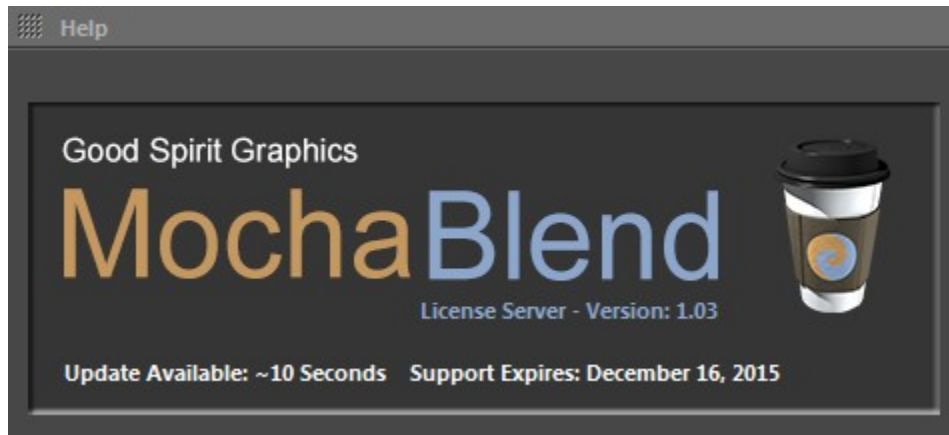 Help
Good Spirit Graphics
MochaBlend
License Server - Version: 1.03
Update Available: ~10 Seconds Support Expires: December 16, 2015